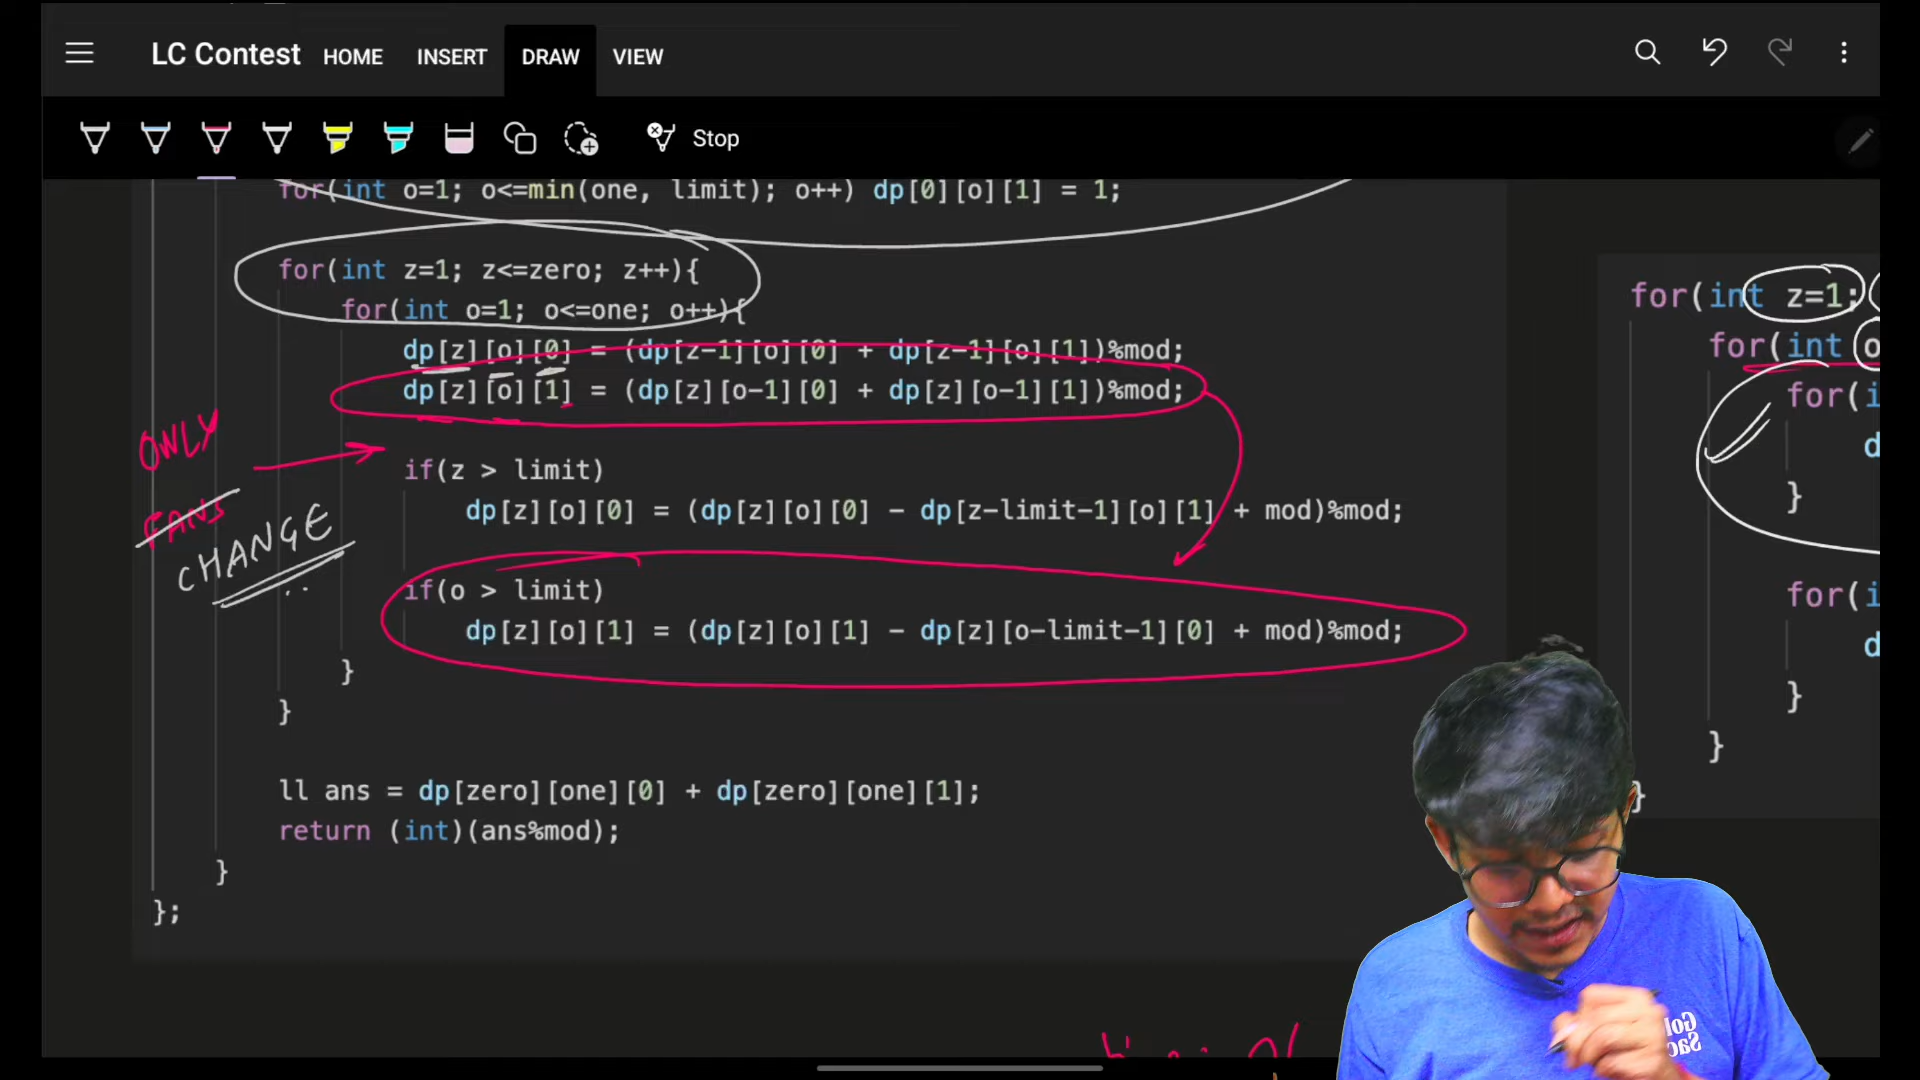 LC Contest HOME INSERT DRAW VIEW
Stop
for(int o=1; o<=min(one, limit); o++) dp[0][o][1] = 1;
for(int z=1; z<=zero; z++){
for(int o=1; o<=one; o++){
dp[z][o][0] = (dp[z-1][o][0] + dp[z-1][o][1])%mod;
dp[z][o][1] = (dp[z][o-1][0] + dp[z][o-1][1])%mod;
if(z > limit)
dp[z][o][0] = (dp[z][o][0] - dp[z-limit-1][o][1] + mod)%mod;
if(o > limit)
dp[z][o][1] = (dp[z][o][1] - dp[z][o-limit-1][0] + mod)%mod;
}
}
ll ans = dp[zero][one][0] + dp[zero][one][1];
return (int)(ans%mod);
}
};
ONLY
FANS
CHANGE
for(int z=1;
for(int o
for(i
d
}
for(i
d
}
}
}